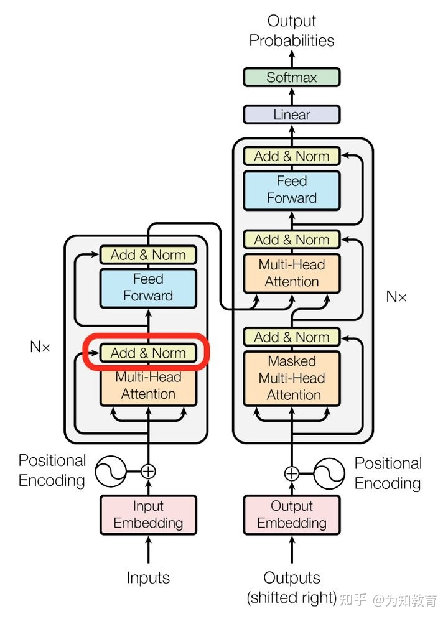 Output
Probabilities
Softmax
Linear
Add & Norm
Feed
Forward
Add & Norm
Multi-Head
Attention
Add & Norm
Masked
Multi-Head
Attention
N×
Add & Norm
Feed
Forward
Add & Norm
Multi-Head
Attention
N×
Positional
Encoding
Positional
Encoding
Input
Embedding
Output
Embedding
Inputs
Outputs
(shifted right)
知乎 @为知教育